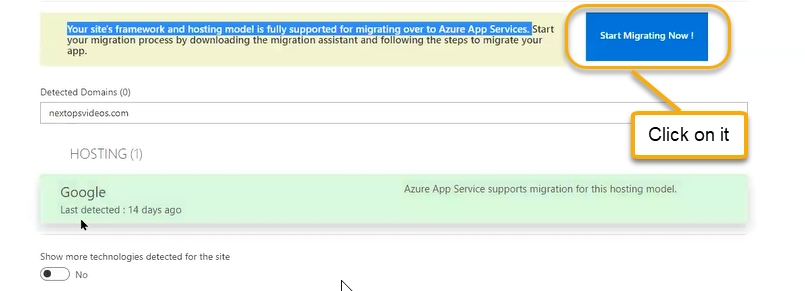 Your site's framework and hosting model is fully supported for migrating over to Azure App Services. Start
your migration process by downloading the migration assistant and following the steps to migrate your
app.
Start Migrating Now !
Click on it
Detected Domains (0)
nextopsvideos.com
HOSTING (1)
Google
Azure App Service supports migration for this hosting model.
Last detected : 14 days ago
Show more technologies detected for the site
No